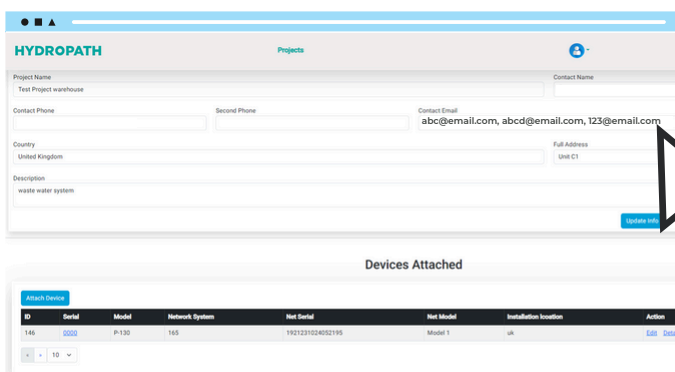 HYDROPATH Projects
Project Name Contact Name
Test Project warehouse
Contact Phone Second Phone Contact Email
abc@email.com, abcd@email.com, 123@email.com
Country Full Address
United Kingdom Unit C1
Description
waste water system
Update Info
Devices Attached
Attach Device
ID Serial Model Network System Net Serial Net Model Installation location Action
146 0000 P-130 165 1921231024052195 Model 1 uk Edit
‹ › 10